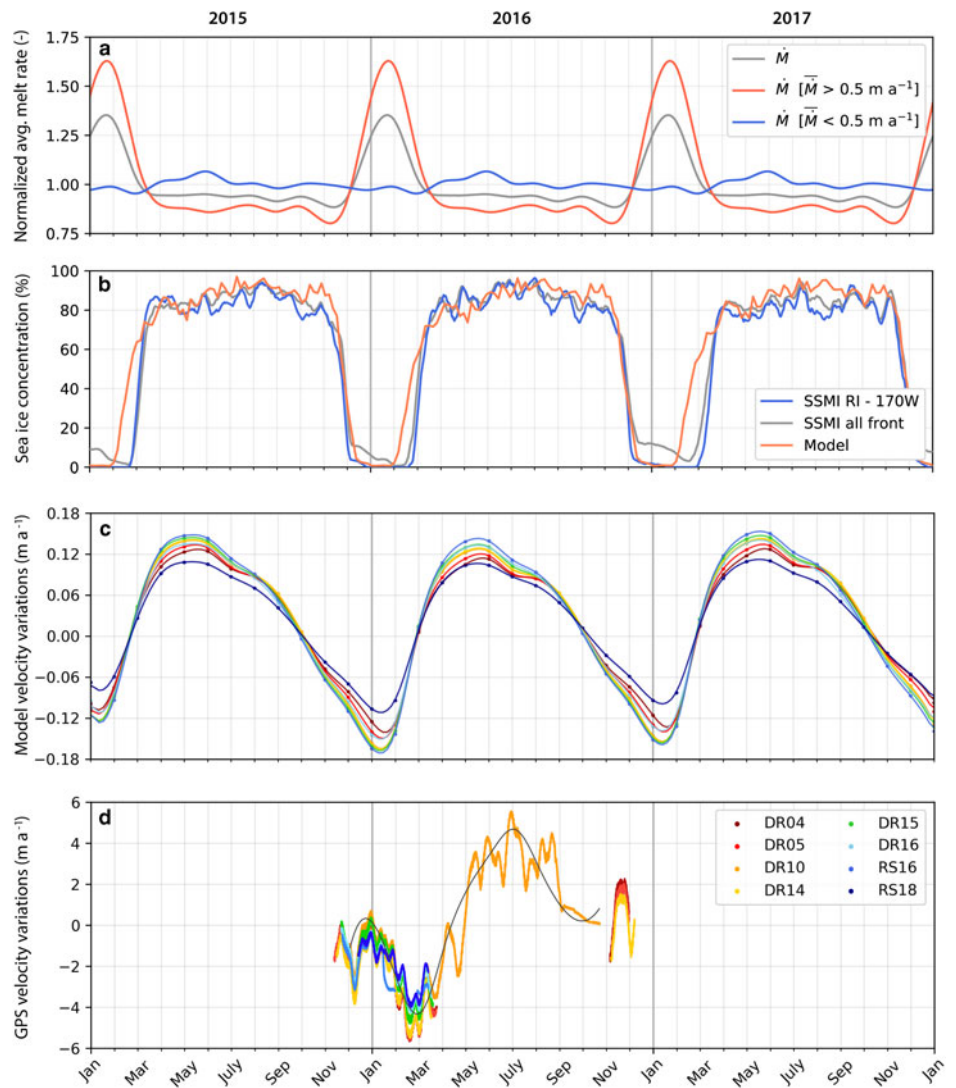 2015 2016 2017
a
Normalized avg. melt rate (-)
1.75
1.50
1.25
1.00
0.75
Ṁ
Ṁ [M̄̇ > 0.5 m a⁻¹]
Ṁ [M̄̇ < 0.5 m a⁻¹]
b
Sea ice concentration (%)
100
80
60
40
20
0
SSMI RI - 170W
SSMI all front
Model
c
Model velocity variations (m a⁻¹)
0.18
0.12
0.06
0.00
−0.06
−0.12
−0.18
d
GPS velocity variations (m a⁻¹)
6
4
2
0
−2
−4
−6
DR04 DR15
DR05 DR16
DR10 RS16
DR14 RS18
Jan Mar May July Sep Nov Jan Mar May July Sep Nov Jan Mar May July Sep Nov Jan